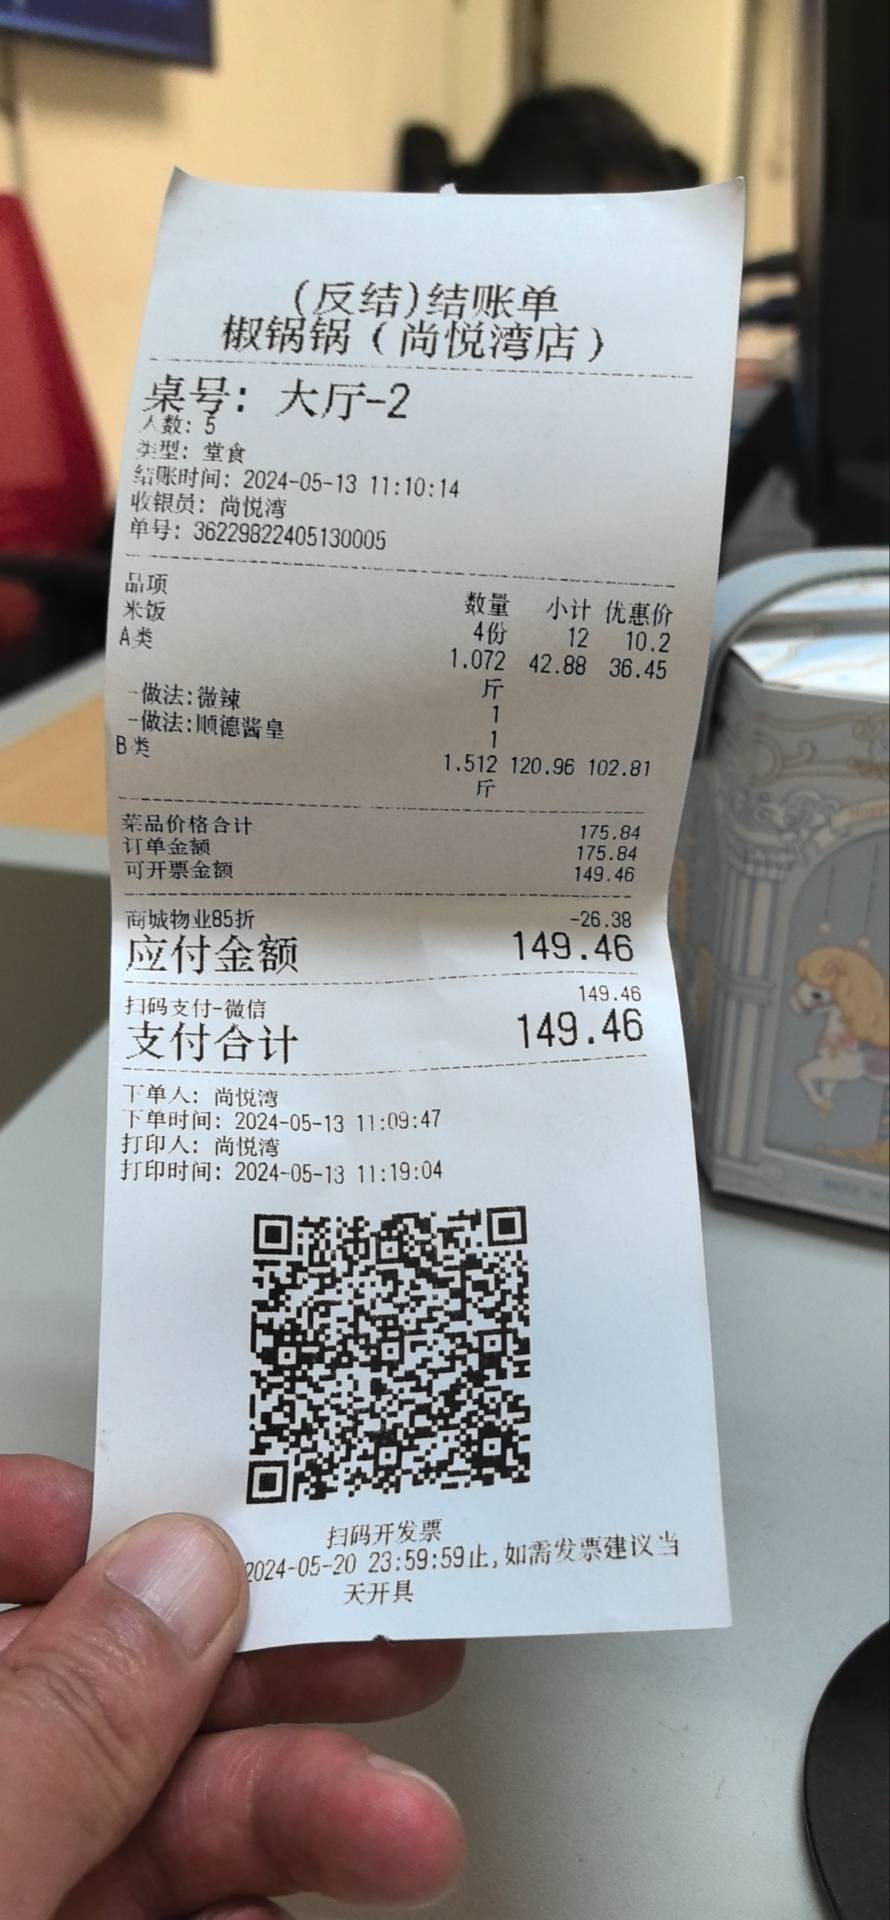 (反结)结账单
椒锅锅(尚悦湾店)
桌号: 大厅-2
人数: 5
类型: 堂食
结账时间: 2024-05-13 11:10:14
收银员: 尚悦湾
单号: 36229822405130005
品项 数量 小计 优惠价
米饭 4份 12 10.2
A类 1.072 42.88 36.45
斤
-做法:微辣 1
-做法:顺德酱皇 1
B类 1.512 120.96 102.81
斤
菜品价格合计 175.84
订单金额 175.84
可开票金额 149.46
商城物业85折 -26.38
应付金额 149.46
扫码支付-微信 149.46
支付合计 149.46
下单人: 尚悦湾
下单时间: 2024-05-13 11:09:47
打印人: 尚悦湾
打印时间: 2024-05-13 11:19:04
扫码开发票
2024-05-20 23:59:59止,如需发票建议当
天开具